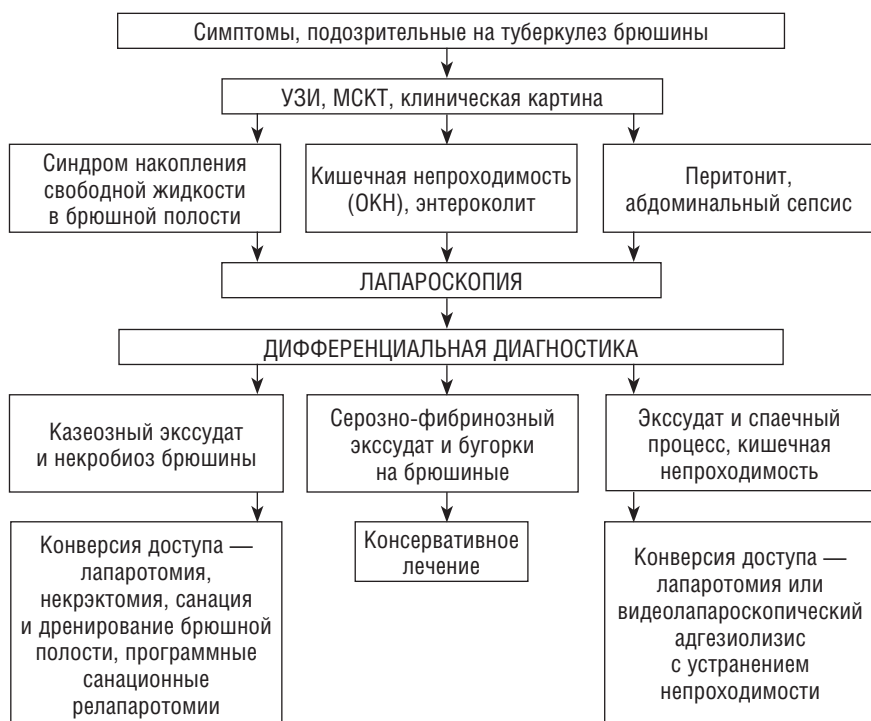 Симптомы, подозрительные на туберкулез брюшины
УЗИ, МСКТ, клиническая картина
Синдром накопления
свободной жидкости
в брюшной полости
Кишечная непроходимость
(ОКН), энтероколит
Перитонит,
абдоминальный сепсис
ЛАПАРОСКОПИЯ
ДИФФЕРЕНЦИАЛЬНАЯ ДИАГНОСТИКА
Казеозный экссудат
и некробиоз брюшины
Серозно-фибринозный
экссудат и бугорки
на брюшиные
Экссудат и спаечный
процесс, кишечная
непроходимость
Конверсия доступа —
лапаротомия,
некрэктомия, санация
и дренирование брюшной
полости, программные
санационные
релапаротомии
Консервативное
лечение
Конверсия доступа —
лапаротомия или
видеолапароскопический
адгезиолизис
с устранением
непроходимости